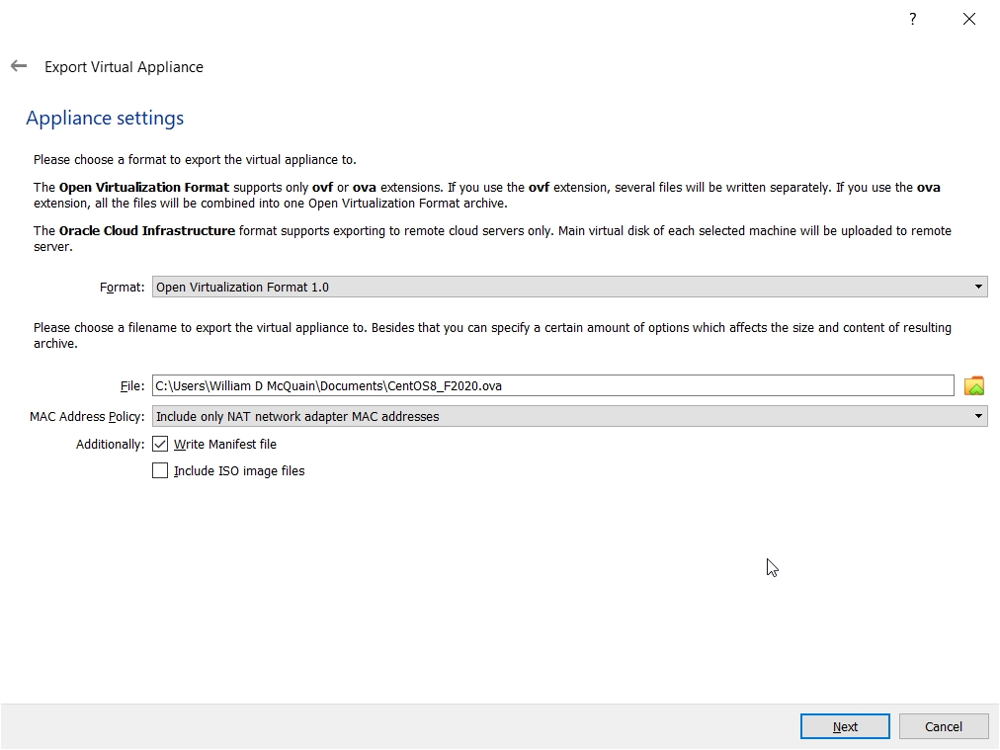 ?
Export Virtual Appliance
Appliance settings
Please choose a format to export the virtual appliance to.
The Open Virtualization Format supports only ovf or ova extensions. If you use the ovf extension, several files will be written separately. If you use the ova
extension, all the files will be combined into one Open Virtualization Format archive.
The Oracle Cloud Infrastructure format supports exporting to remote cloud servers only. Main virtual disk of each selected machine will be uploaded to remote
server.
Format: Open Virtualization Format 1.0
Please choose a filename to export the virtual appliance to. Besides that you can specify a certain amount of options which affects the size and content of resulting
archive.
File: C:\Users\William D McQuain\Documents\CentOS8_F2020.ova
MAC Address Policy: Include only NAT network adapter MAC addresses
Additionally: Write Manifest file
Include ISO image files
Next Cancel